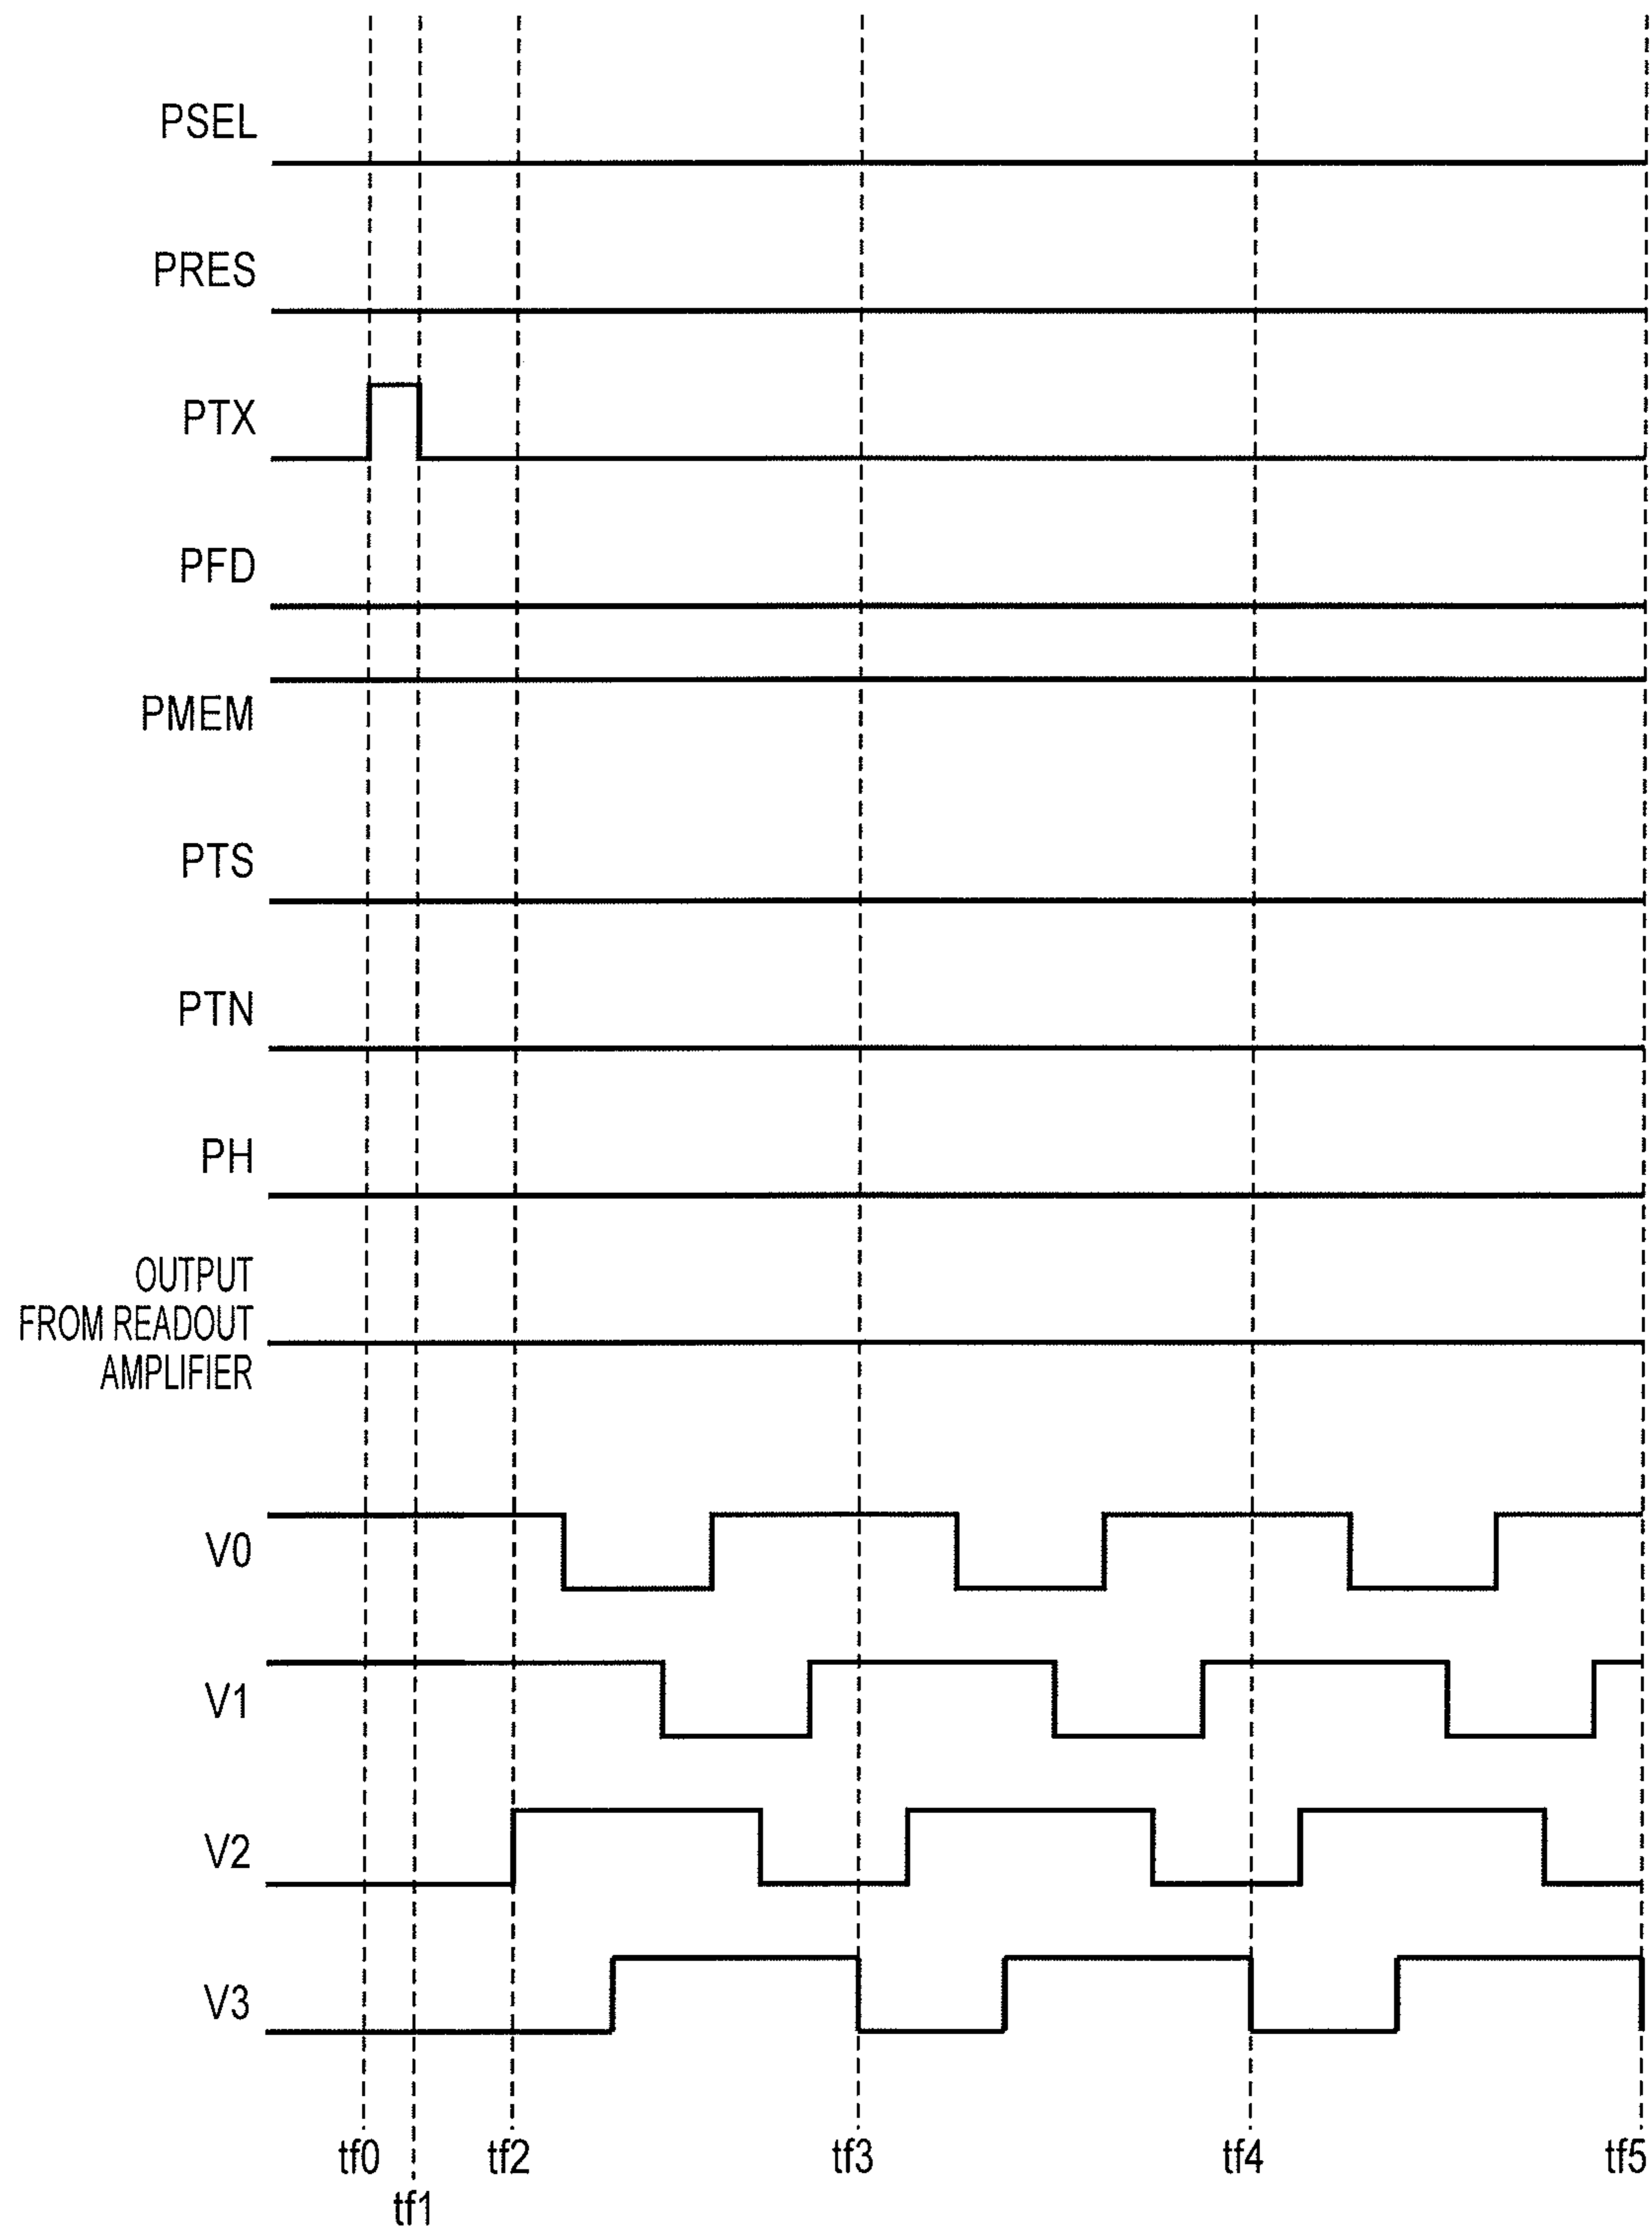 PSEL
PRES
PTX
PFD
PMEM
PTS
PTN
PH
OUTPUT
FROM READOUT
AMPLIFIER
V0
V1
V2
V3
tf0
tf1
tf2
tf3
tf4
tf5